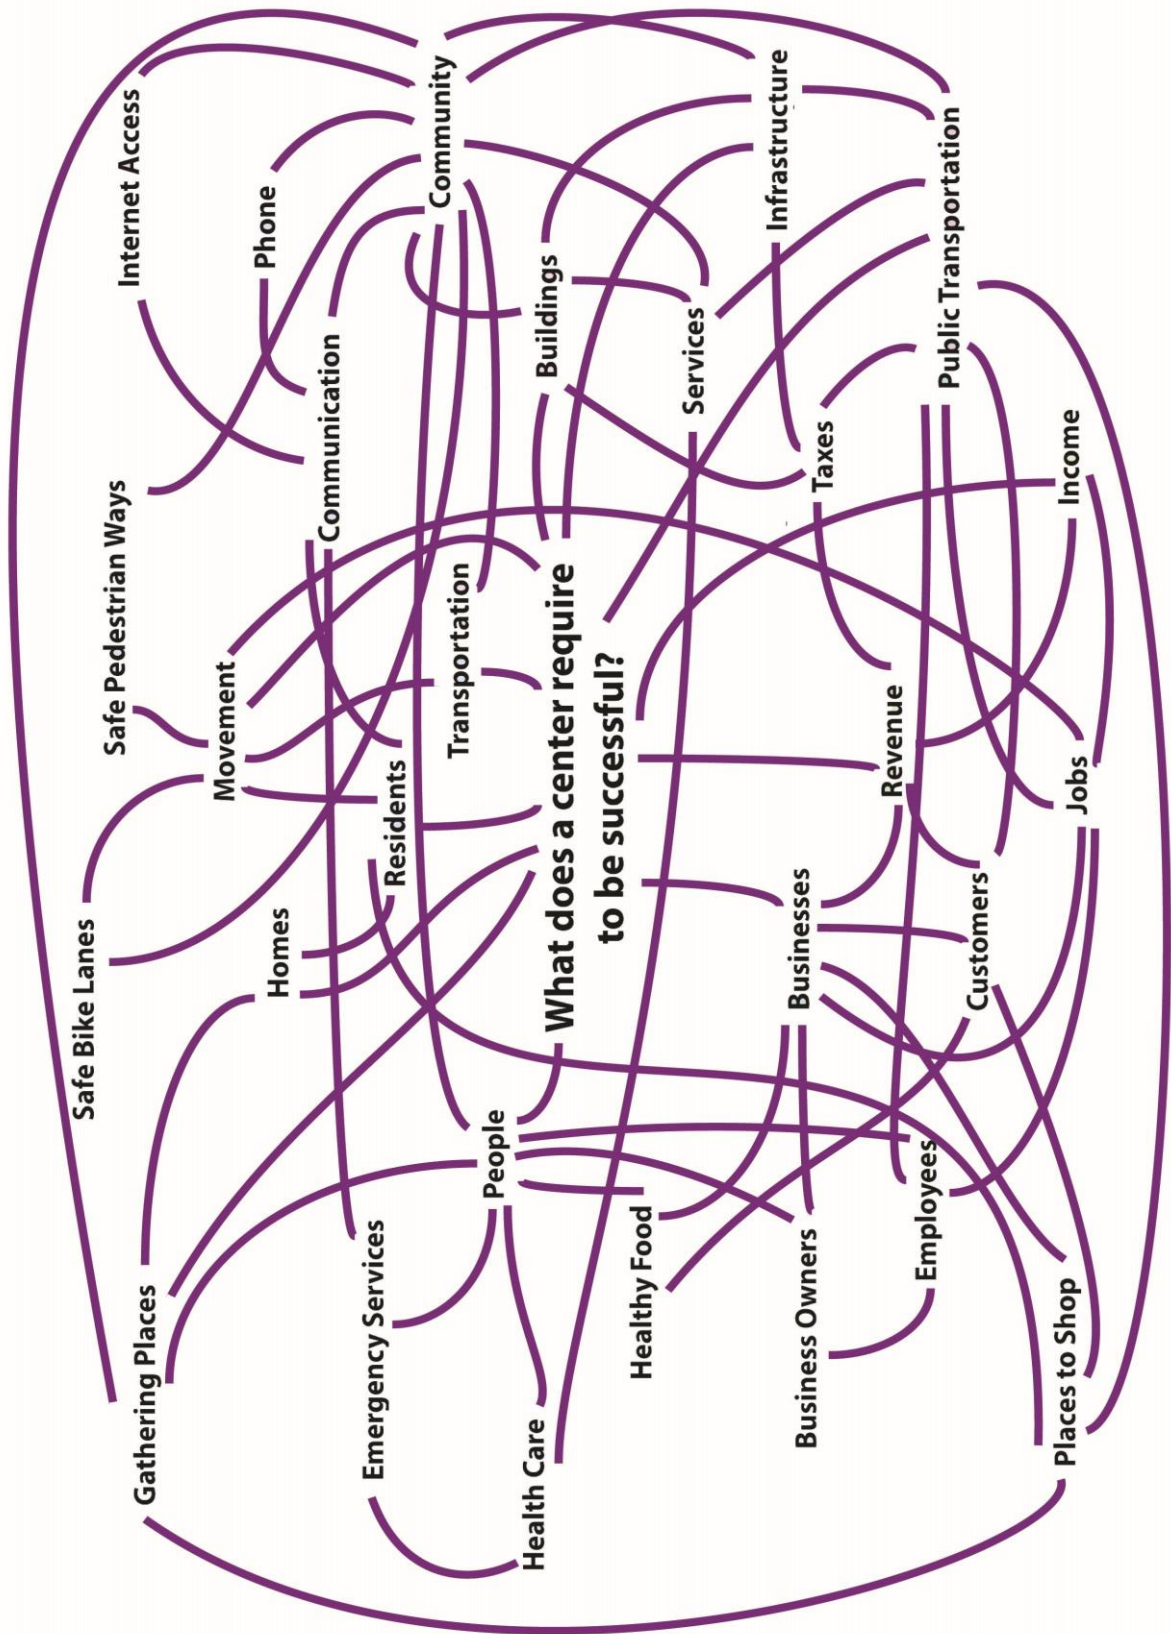 Safe Bike Lanes
Safe Pedestrian Ways
Internet Access
Gathering Places
Movement
Phone
Homes
Communication
Emergency Services
Residents
Community
Transportation
People
Health Care
Buildings
What does a center require
to be successful?
Healthy Food
Services
Infrastructure
Businesses
Business Owners
Taxes
Revenue
Employees
Public Transportation
Customers
Places to Shop
Jobs
Income